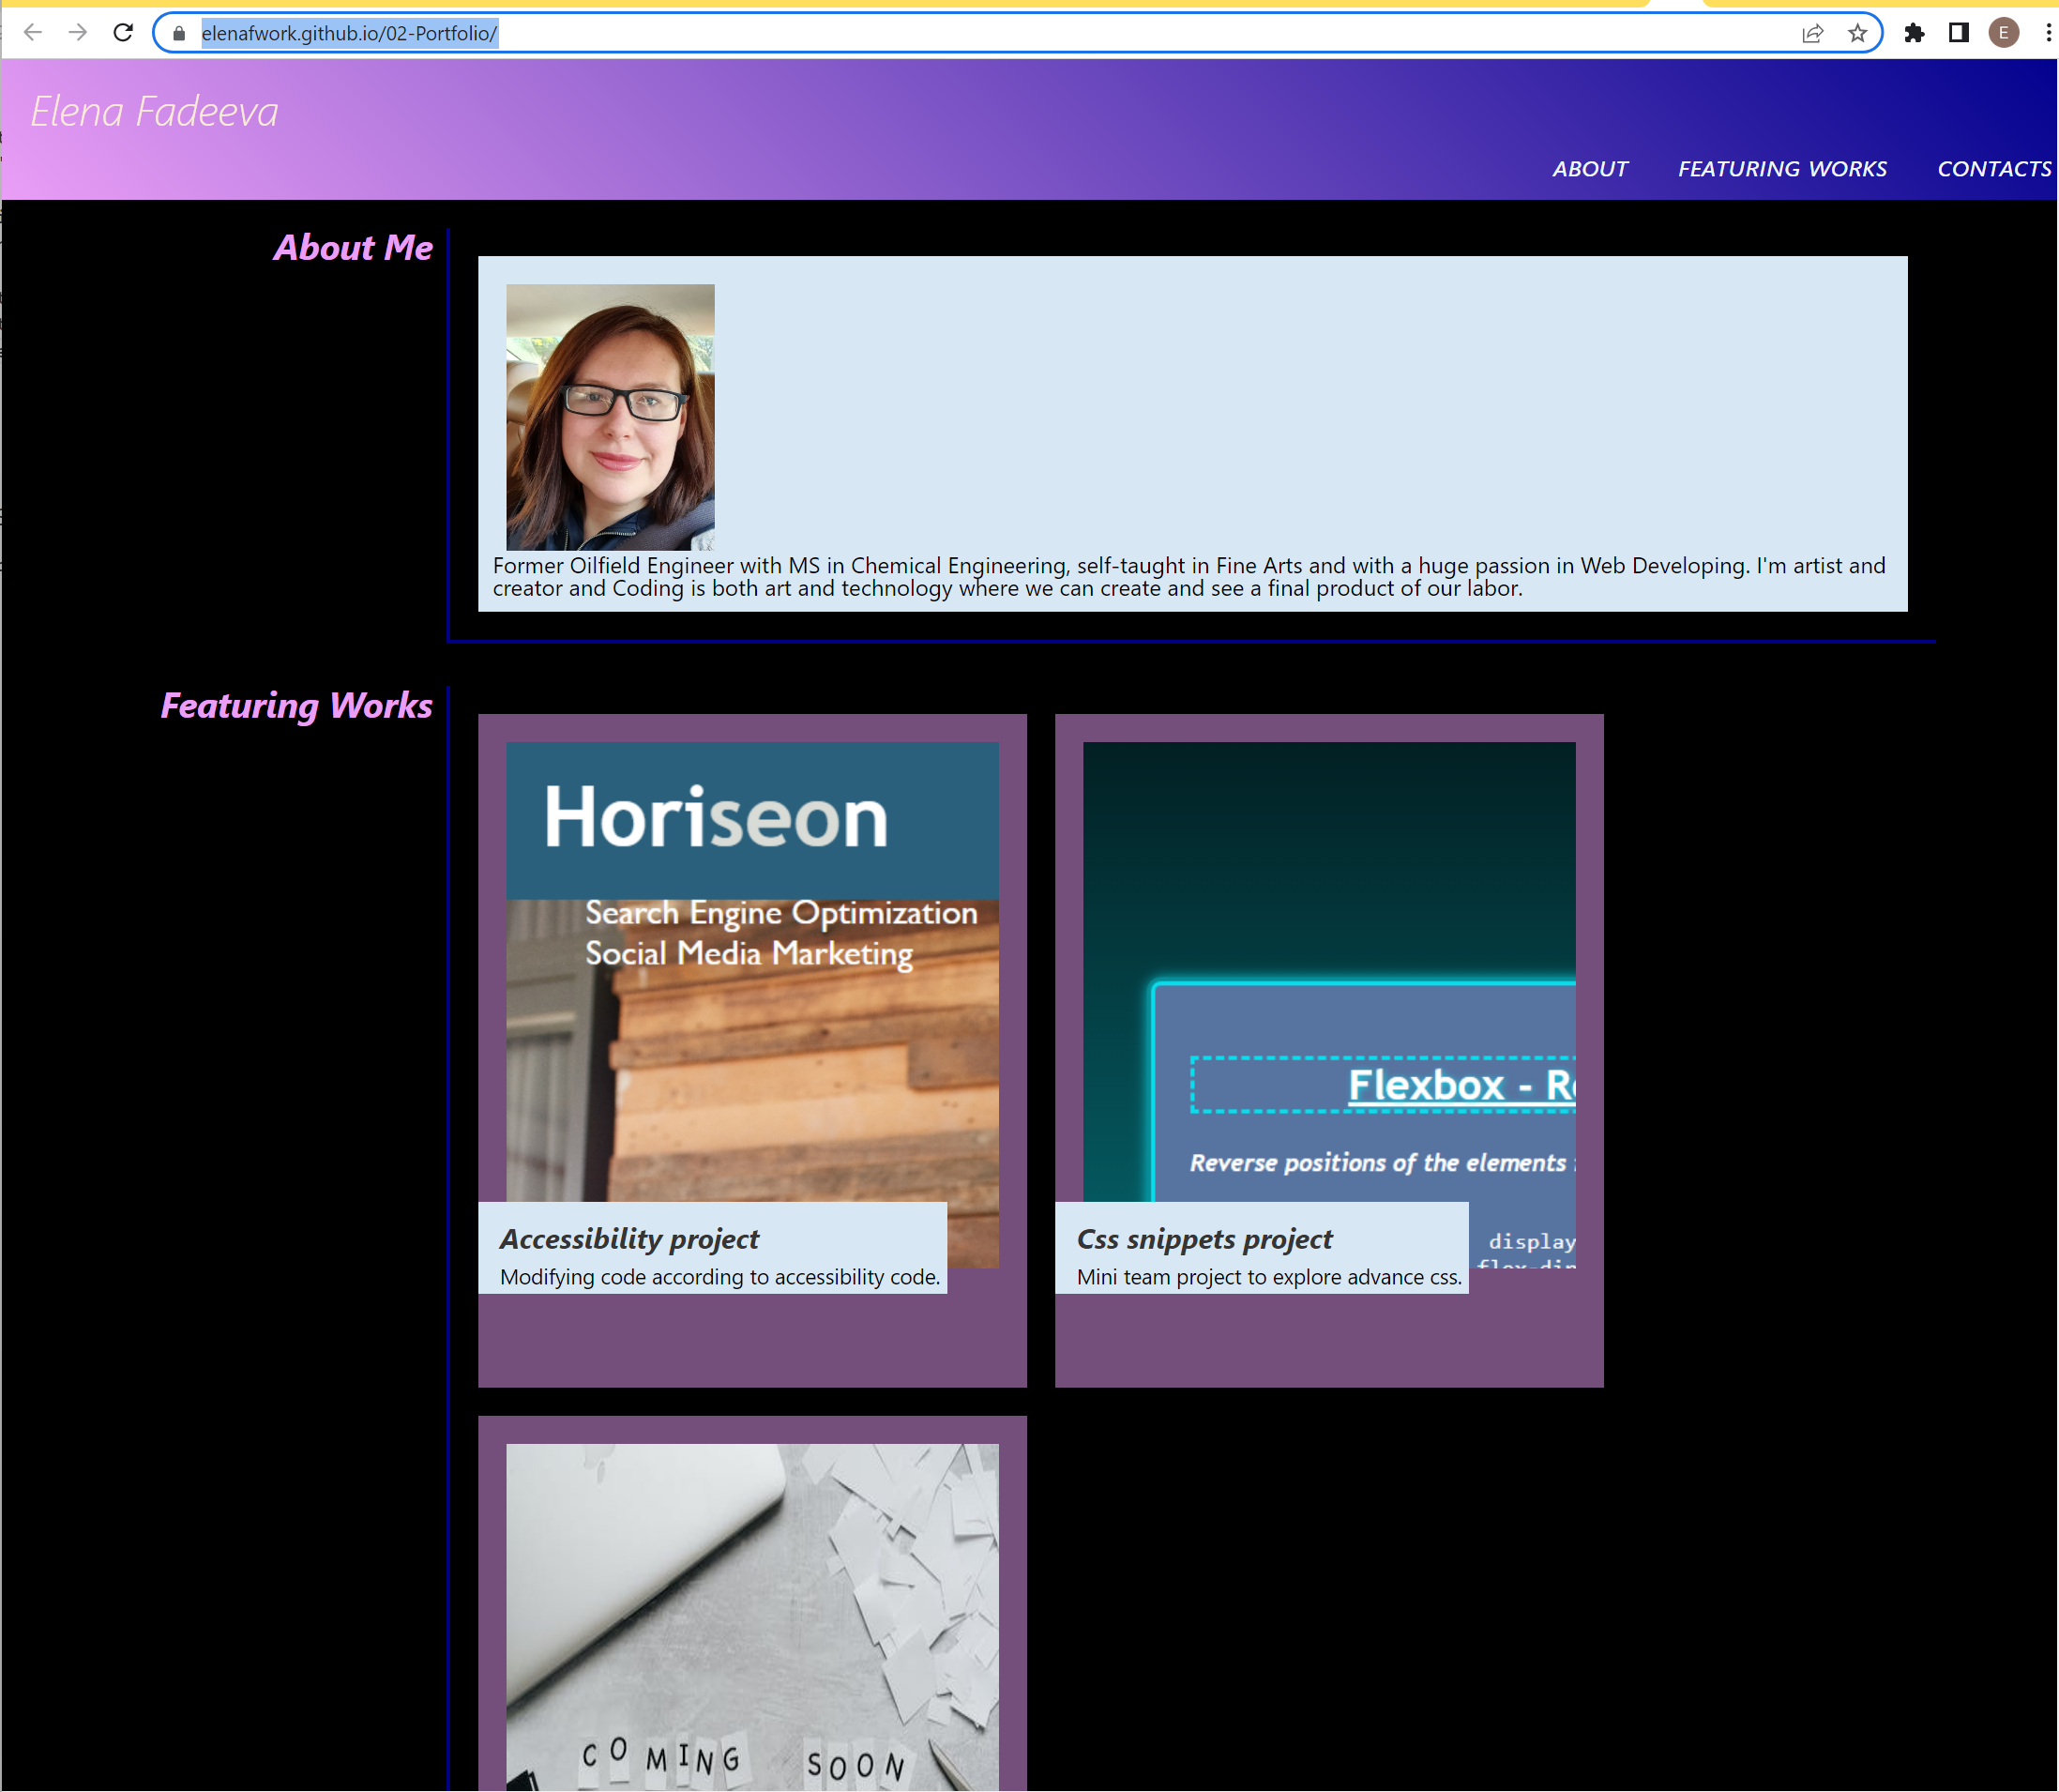 elenafwork.github.io/02-Portfolio/
E
Elena Fadeeva
ABOUT FEATURING WORKS CONTACTS
About Me
Former Oilfield Engineer with MS in Chemical Engineering, self-taught in Fine Arts and with a huge passion in Web Developing. I'm artist and
creator and Coding is both art and technology where we can create and see a final product of our labor.
Featuring Works
Horiseon
Search Engine Optimization
Social Media Marketing
Accessibility project
Modifying code according to accessibility code.
Flexbox - Re
Reverse positions of the elements
display
Css snippets project
Mini team project to explore advance css.
COMING SOON